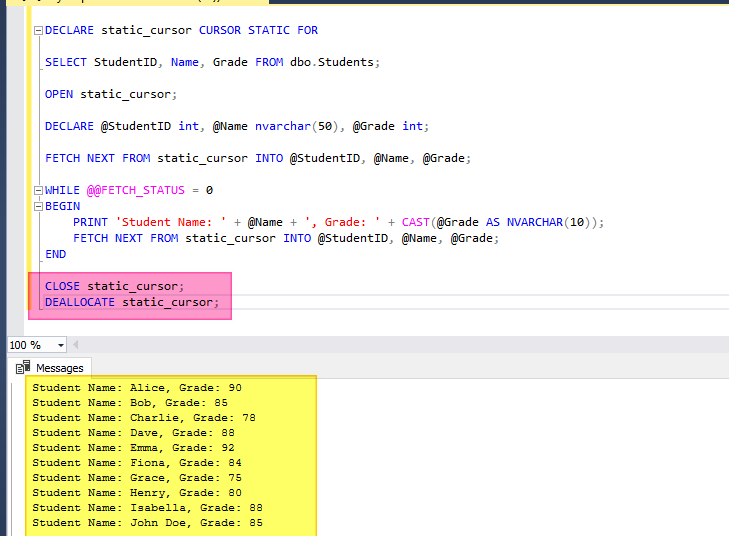 DECLARE static_cursor CURSOR STATIC FOR
SELECT StudentID, Name, Grade FROM dbo.Students;
OPEN static_cursor;
DECLARE @StudentID int, @Name nvarchar(50), @Grade int;
FETCH NEXT FROM static_cursor INTO @StudentID, @Name, @Grade;
WHILE @@FETCH_STATUS = 0
BEGIN
PRINT 'Student Name: ' + @Name + ', Grade: ' + CAST(@Grade AS NVARCHAR(10));
FETCH NEXT FROM static_cursor INTO @StudentID, @Name, @Grade;
END
CLOSE static_cursor;
DEALLOCATE static_cursor;
100 %
Messages
Student Name: Alice, Grade: 90
Student Name: Bob, Grade: 85
Student Name: Charlie, Grade: 78
Student Name: Dave, Grade: 88
Student Name: Emma, Grade: 92
Student Name: Fiona, Grade: 84
Student Name: Grace, Grade: 75
Student Name: Henry, Grade: 80
Student Name: Isabella, Grade: 88
Student Name: John Doe, Grade: 85